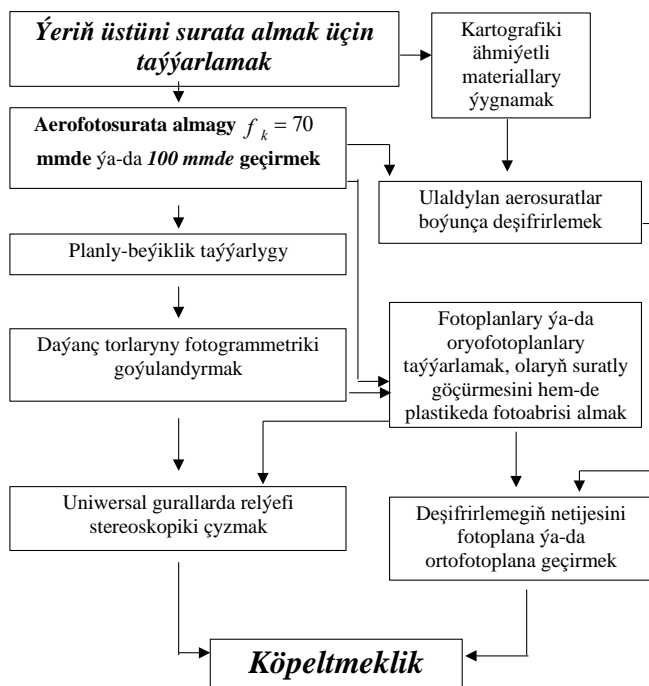 Ýeriň üstüni surata almak üçin
taýýarlamak
Kartografiki
ähmiýetli
materiallary
ýygnamak
Aerofotosurata almagy f k = 70
mmde ýa-da 100 mmde geçirmek
Ulaldylan aerosuratlar
boýunça deşifrirlemek
Planly-beýiklik taýýarlygy
Fotoplanlary ýa-da
oryofotoplanlary
taýýarlamak, olaryň suratly
göçürmesini hem-de
plastikeda fotoabrisi almak
Daýanç torlaryny fotogrammetriki
goýulandyrmak
Uniwersal gurallarda relýefi
stereoskopiki çyzmak
Deşifrirlemegiň netijesini
fotoplana ýa-da
ortofotoplana geçirmek
Köpeltmeklik